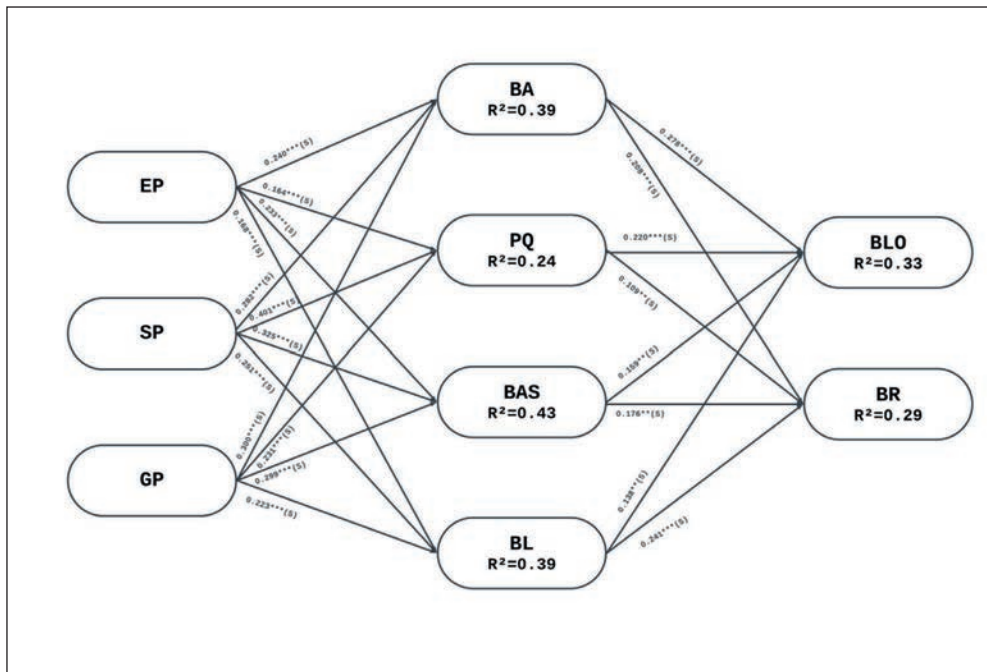 BA
R²=0.39
0.240***(S)
0.278***(S)
EP
0.164***(S)
0.233***(S)
0.168***(S)
0.208***(S)
PQ
R²=0.24
0.220***(S)
0.109**(S)
BLO
R²=0.33
0.292***(S)
0.401***(S)
SP
0.325***(S)
0.251***(S)
0.159**(S)
BAS
R²=0.43
0.176**(S)
BR
R²=0.29
0.300***(S)
0.231***(S)
GP
0.299***(S)
0.223***(S)
0.138**(S)
BL
R²=0.39
0.241***(S)